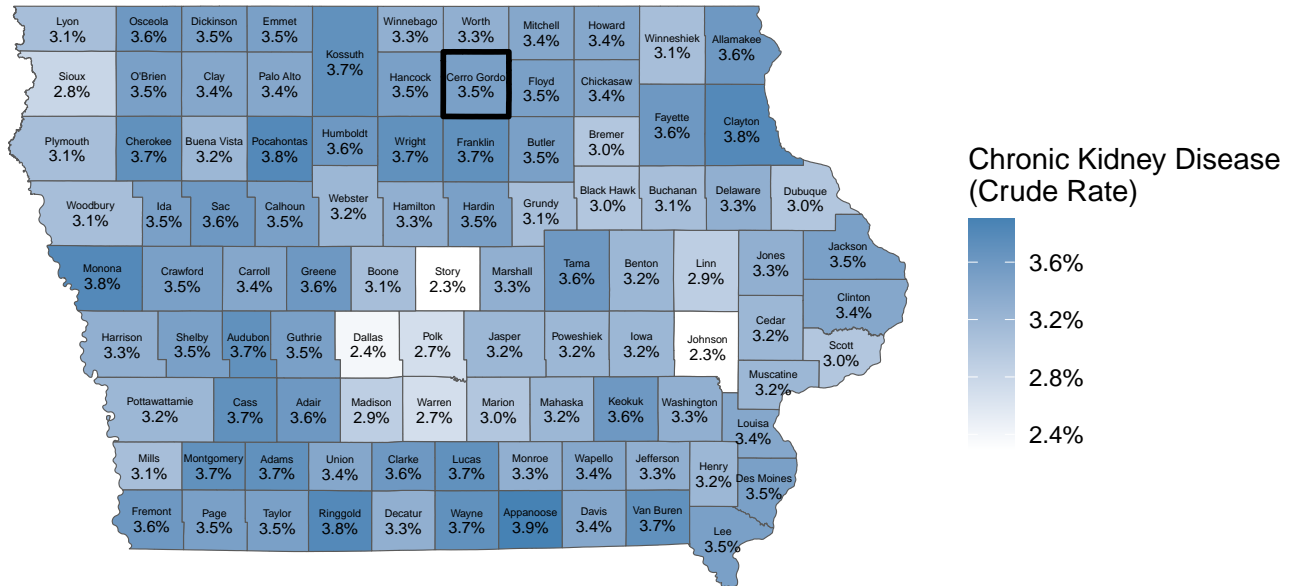 Lyon
3.1%
Osceola
3.6%
Dickinson
3.5%
Emmet
3.5%
Kossuth
3.7%
Winnebago
3.3%
Worth
3.3%
Mitchell
3.4%
Howard
3.4%
Winneshiek
3.1%
Allamakee
3.6%
Sioux
2.8%
O'Brien
3.5%
Clay
3.4%
Palo Alto
3.4%
Hancock
3.5%
Cerro Gordo
3.5%
Floyd
3.5%
Chickasaw
3.4%
Plymouth
3.1%
Cherokee
3.7%
Buena Vista
3.2%
Pocahontas
3.8%
Humboldt
3.6%
Wright
3.7%
Franklin
3.7%
Butler
3.5%
Bremer
3.0%
Fayette
3.6%
Clayton
3.8%
Woodbury
3.1%
Ida
3.5%
Sac
3.6%
Calhoun
3.5%
Webster
3.2%
Hamilton
3.3%
Hardin
3.5%
Grundy
3.1%
Black Hawk
3.0%
Buchanan
3.1%
Delaware
3.3%
Dubuque
3.0%
Monona
3.8%
Crawford
3.5%
Carroll
3.4%
Greene
3.6%
Boone
3.1%
Story
2.3%
Marshall
3.3%
Tama
3.6%
Benton
3.2%
Linn
2.9%
Jones
3.3%
Jackson
3.5%
Clinton
3.4%
Harrison
3.3%
Shelby
3.5%
Audubon
3.7%
Guthrie
3.5%
Dallas
2.4%
Polk
2.7%
Jasper
3.2%
Poweshiek
3.2%
Iowa
3.2%
Johnson
2.3%
Cedar
3.2%
Scott
3.0%
Muscatine
3.2%
Pottawattamie
3.2%
Cass
3.7%
Adair
3.6%
Madison
2.9%
Warren
2.7%
Marion
3.0%
Mahaska
3.2%
Keokuk
3.6%
Washington
3.3%
Louisa
3.4%
Mills
3.1%
Montgomery
3.7%
Adams
3.7%
Union
3.4%
Clarke
3.6%
Lucas
3.7%
Monroe
3.3%
Wapello
3.4%
Jefferson
3.3%
Henry
3.2%
Des Moines
3.5%
Fremont
3.6%
Page
3.5%
Taylor
3.5%
Ringgold
3.8%
Decatur
3.3%
Wayne
3.7%
Appanoose
3.9%
Davis
3.4%
Van Buren
3.7%
Lee
3.5%
Chronic Kidney Disease
(Crude Rate)
3.6%
3.2%
2.8%
2.4%